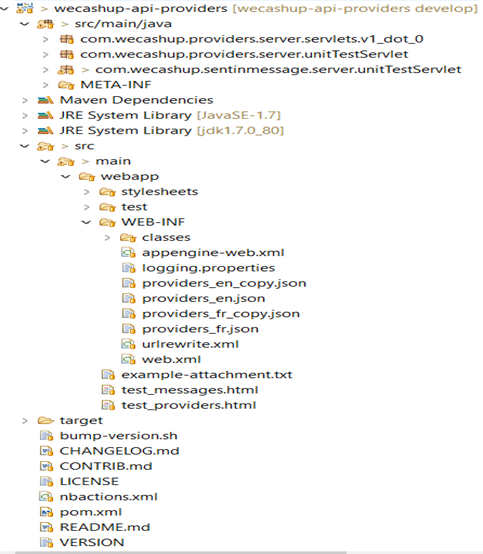 > wecashup-api-providers [wecashup-api-providers develop]
> src/main/java
com.wecashup.providers.server.servlets.v1_dot_0
com.wecashup.providers.server.unitTestServlet
> com.wecashup.sentinmessage.server.unitTestServlet
META-INF
Maven Dependencies
JRE System Library [JavaSE-1.7]
JRE System Library [jdk1.7.0_80]
> src
> main
webapp
stylesheets
test
WEB-INF
classes
appengine-web.xml
logging.properties
providers_en_copy.json
providers_en.json
providers_fr_copy.json
providers_fr.json
urlrewrite.xml
web.xml
example-attachment.txt
test_messages.html
test_providers.html
target
bump-version.sh
CHANGELOG.md
CONTRIB.md
LICENSE
nbactions.xml
pom.xml
README.md
VERSION